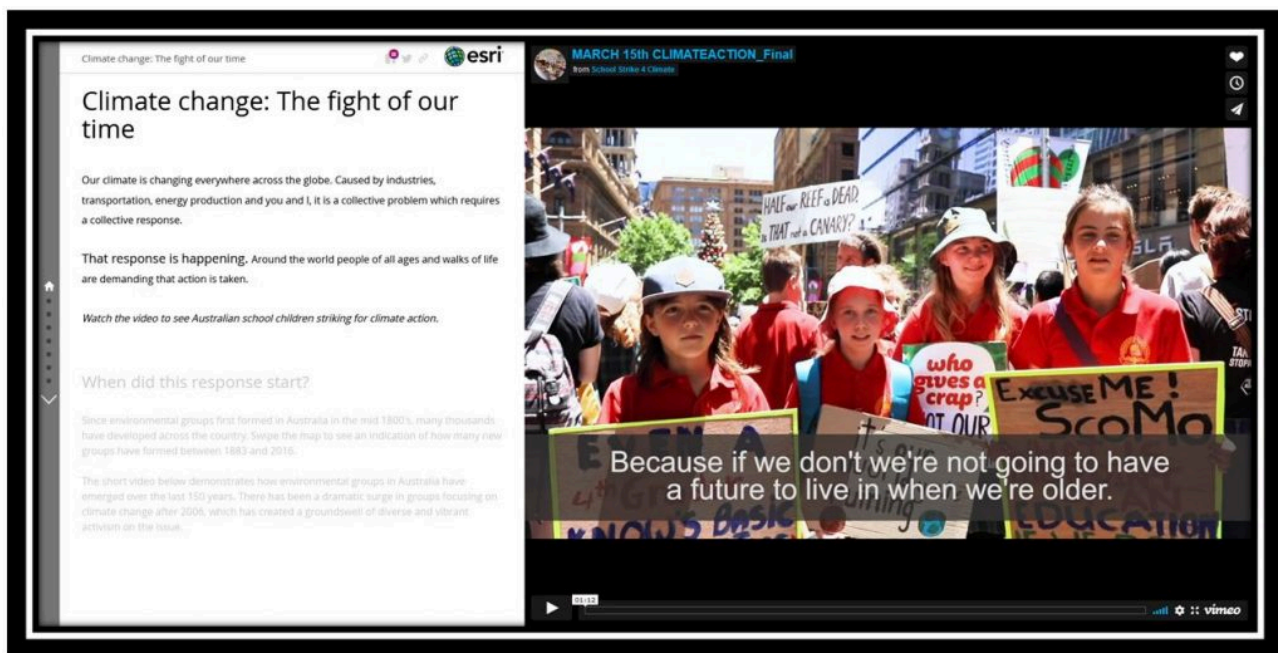 Climate change: The fight of our time
esri
Climate change: The fight of our
time
Our climate is changing everywhere across the globe. Caused by industries,
transportation, energy production and you and I, it is a collective problem which requires
a collective response.
That response is happening. Around the world people of all ages and walks of life
are demanding that action is taken.
Watch the video to see Australian school children striking for climate action.
When did this response start?
Since environmental groups first formed in Australia in the mid 1800's, many thousands
have developed across the country. Swipe the map to see an indication of how many new
groups have formed between 1883 and 2016.
The short video below demonstrates how environmental groups in Australia have
emerged over the last 150 years. There has been a dramatic surge in groups focusing on
climate change after 2006, which has created a groundswell of diverse and vibrant
activism on the issue.
MARCH 15th CLIMATEACTION_Final
from School Strike 4 Climate
HALF our REEF is DEAD.
is THAT not a CANARY?
who
gives a
crap?
NOT OUR
EXCUSE ME!
ScoMo
EVEN A
4th
KNOW'S BASIC
it's our
EDUCATION
Because if we don't we're not going to have
a future to live in when we're older.
01:12
vimeo